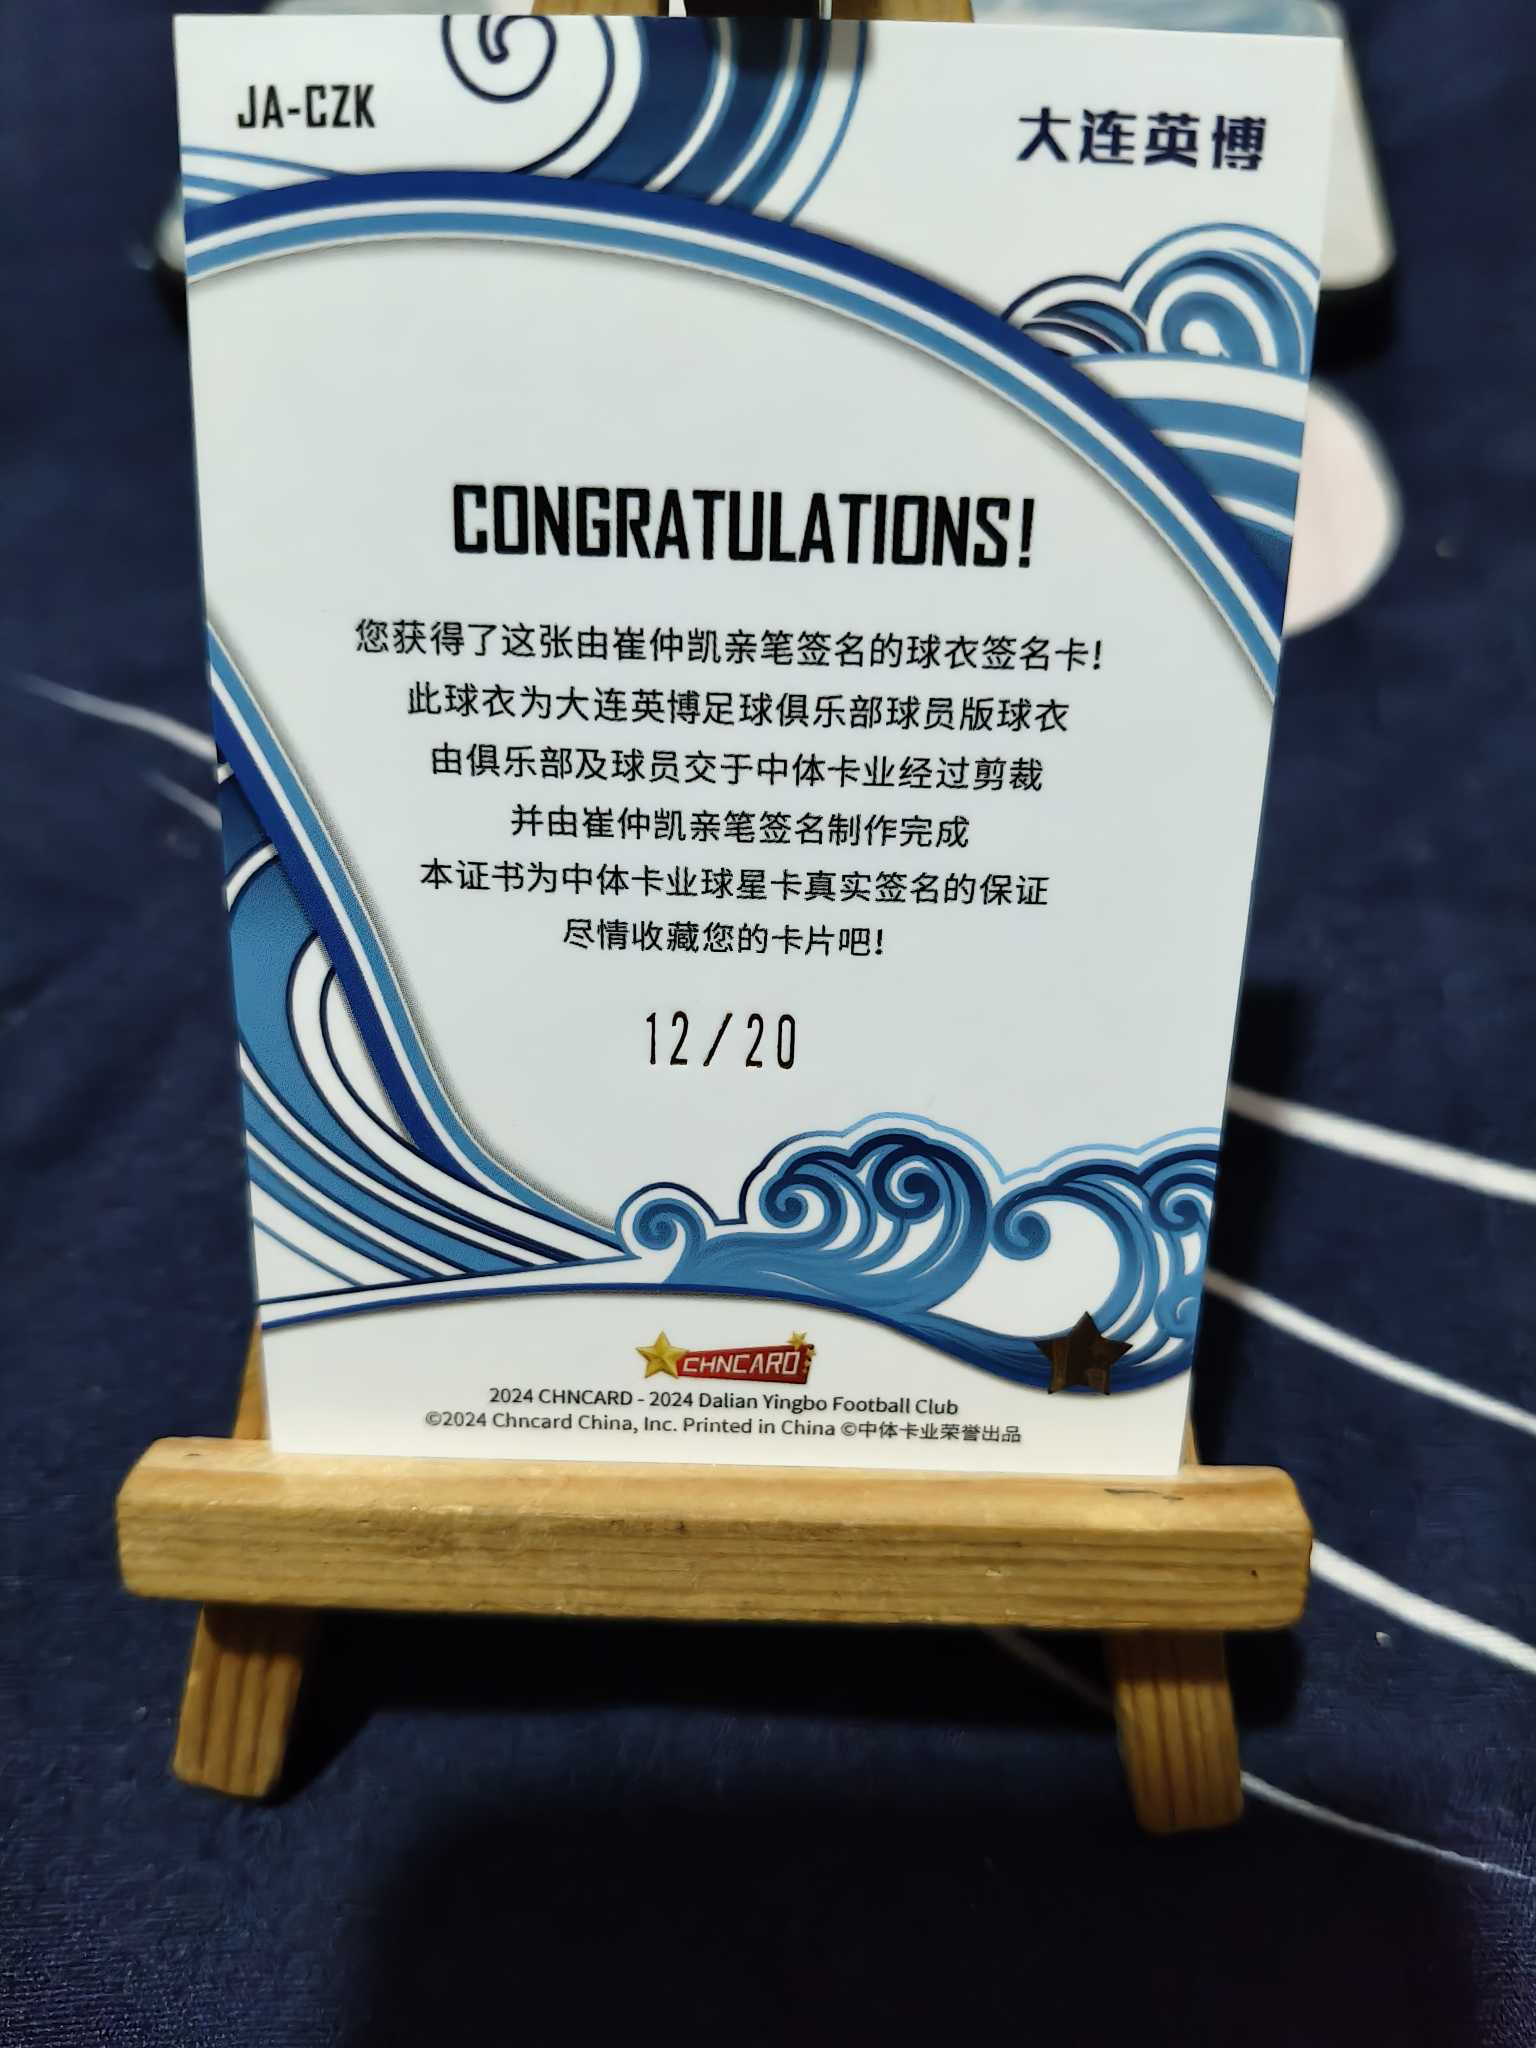 JA-CZK
大连英博
CONGRATULATIONS!
您获得了这张由崔仲凯亲笔签名的球衣签名卡!
此球衣为大连英博足球俱乐部球员版球衣
由俱乐部及球员交于中体卡业经过剪裁
并由崔仲凯亲笔签名制作完成
本证书为中体卡业球星卡真实签名的保证
尽情收藏您的卡片吧!
12/20
CHNCARD
2024 CHNCARD - 2024 Dalian Yingbo Football Club
©2024 Chncard China, Inc. Printed in China ©中体卡业荣誉出品